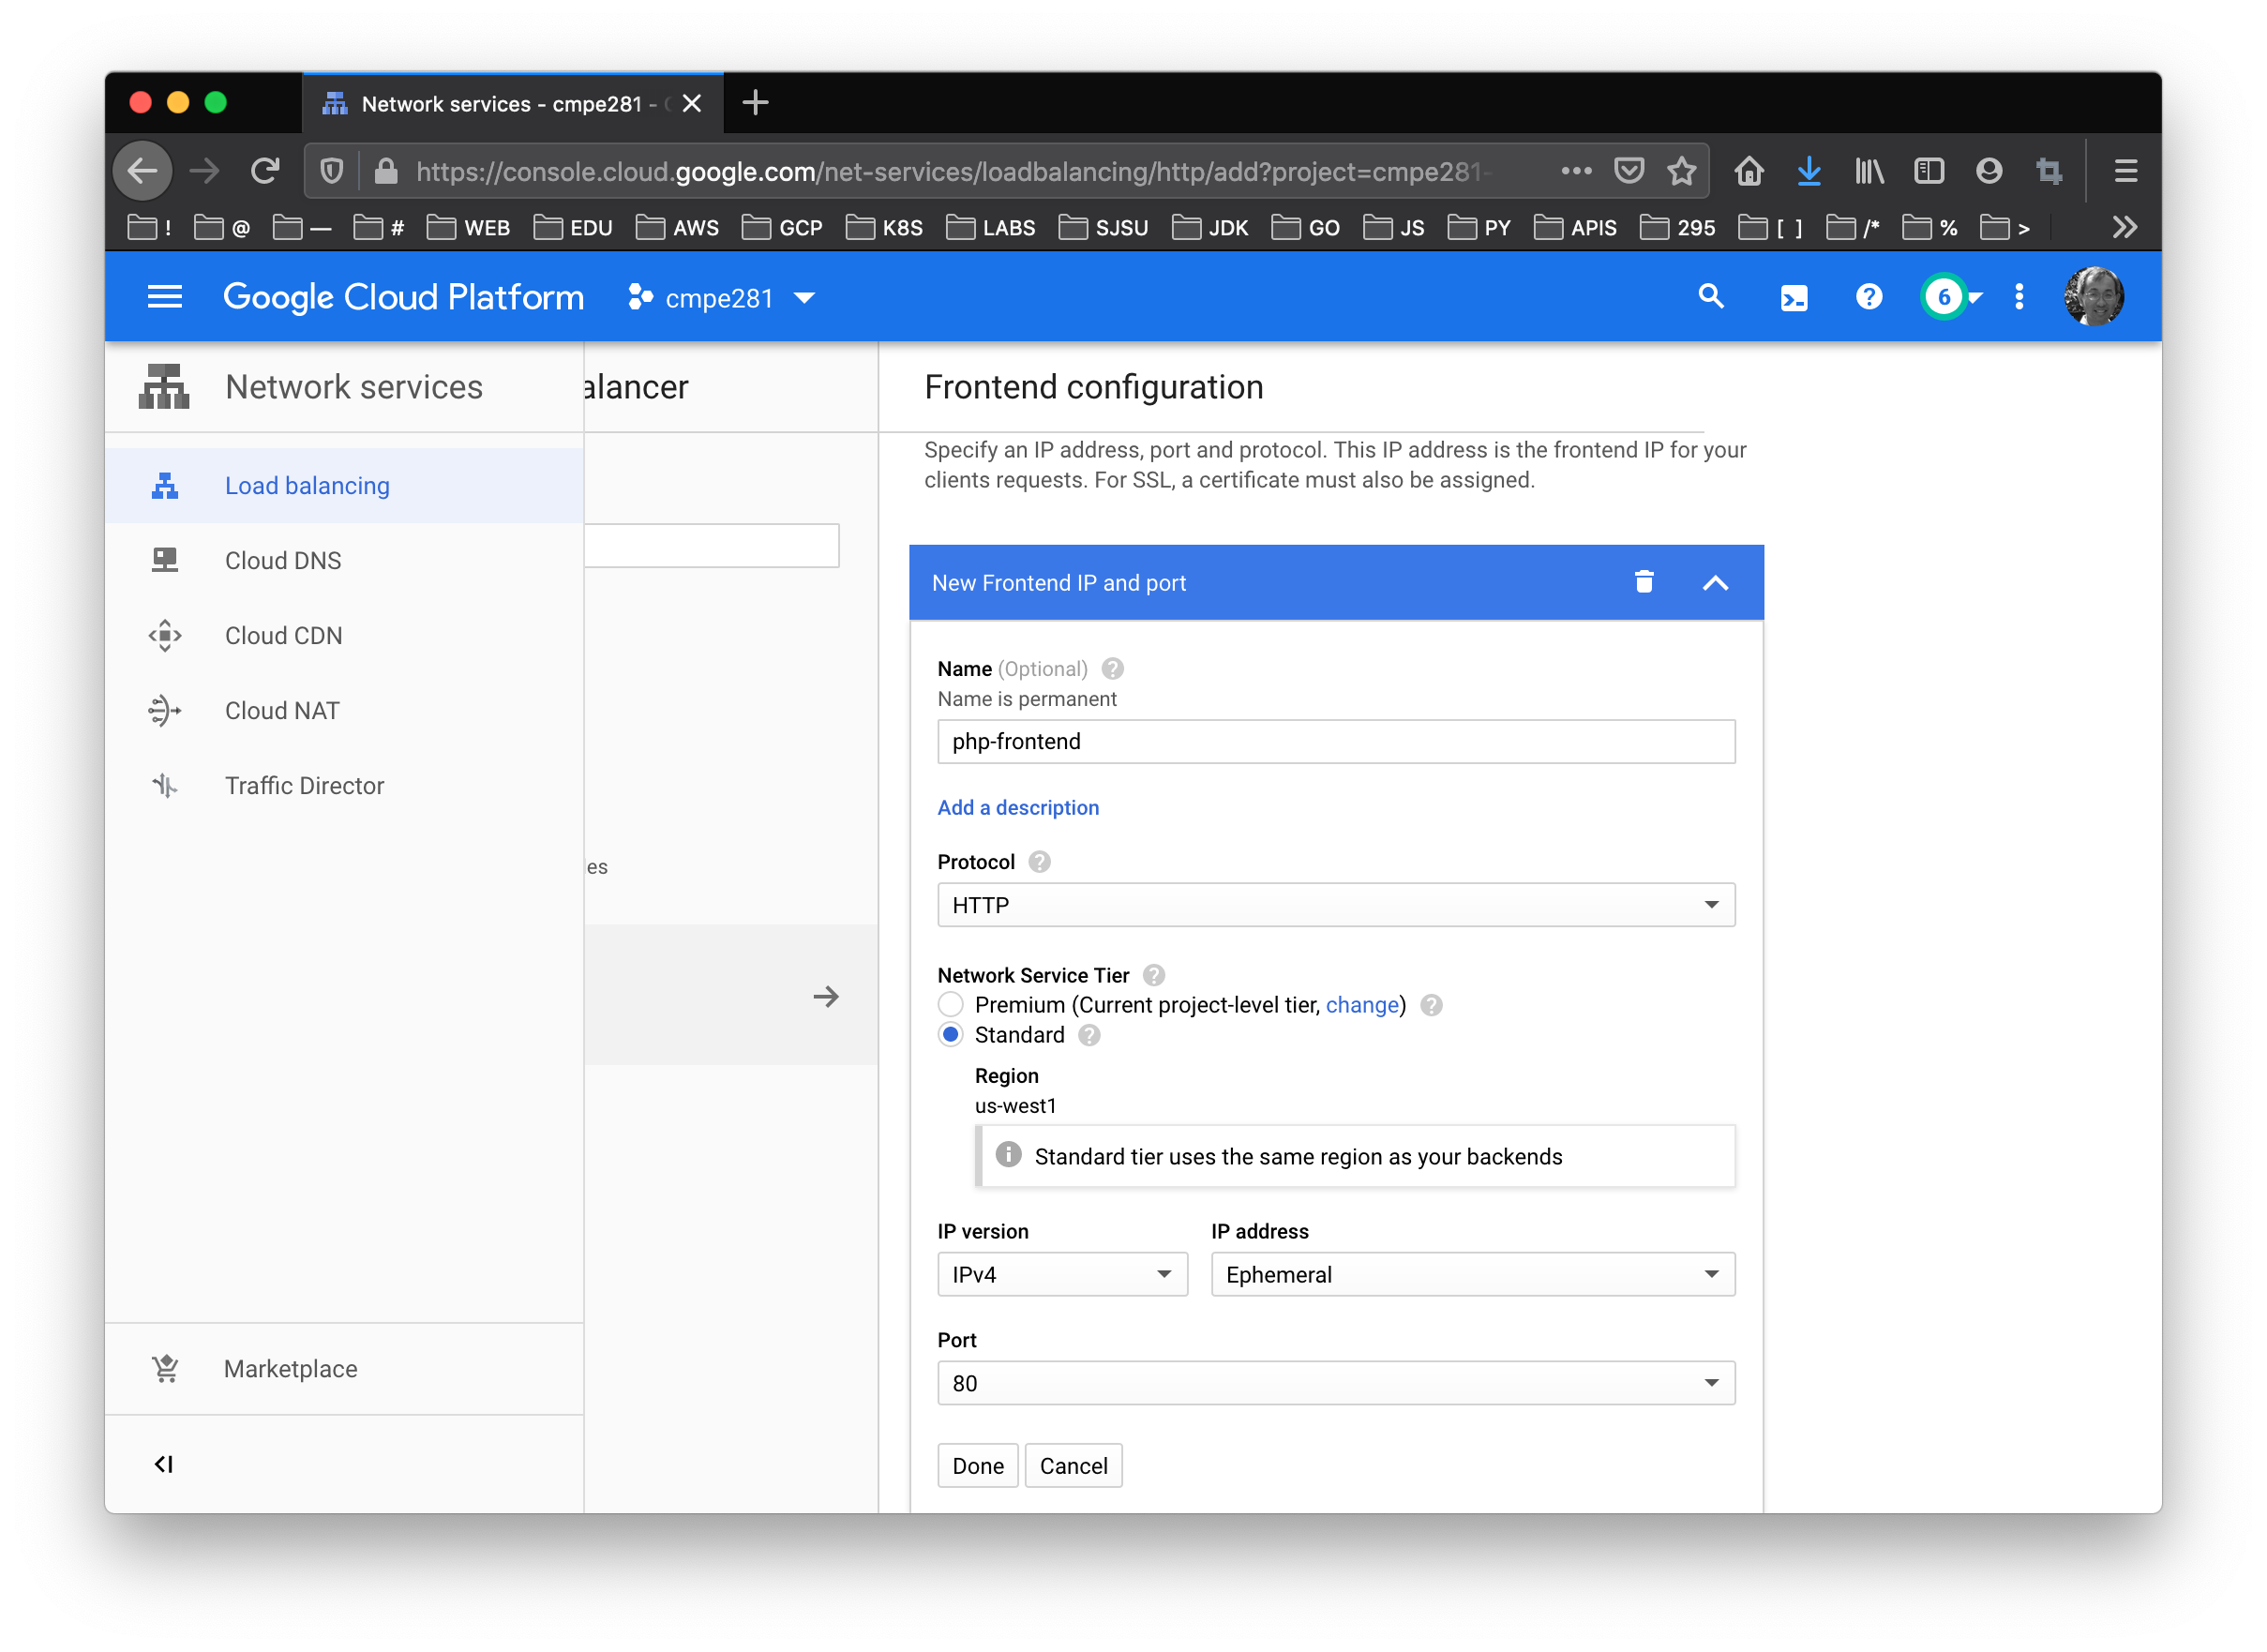 Network services - cmpe281 -
https://console.cloud.google.com/net-services/loadbalancing/http/add?project=cmpe281-
! @ — # WEB EDU AWS GCP K8S LABS SJSU JDK GO JS PY APIS 295 [ ] /* % >
Google Cloud Platform cmpe281 6
Network services
alancer
Frontend configuration
Specify an IP address, port and protocol. This IP address is the frontend IP for your
clients requests. For SSL, a certificate must also be assigned.
Load balancing
Cloud DNS
Cloud CDN
Cloud NAT
Traffic Director
Marketplace
les
New Frontend IP and port
Name (Optional)
Name is permanent
php-frontend
Add a description
Protocol
HTTP
Network Service Tier
Premium (Current project-level tier, change)
Standard
Region
us-west1
Standard tier uses the same region as your backends
IP version IP address
IPv4 Ephemeral
Port
80
Done Cancel